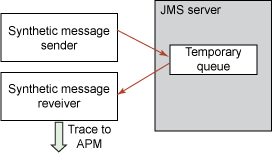 JMS server
Synthetic message
sender
Temporary
queue
Synthetic message
reveiver
Trace to
APM